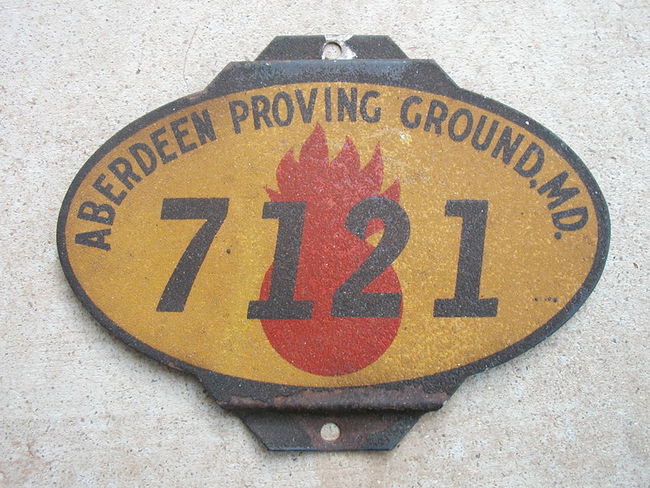 ABERDEEN PROVING GROUND, MD.
7121